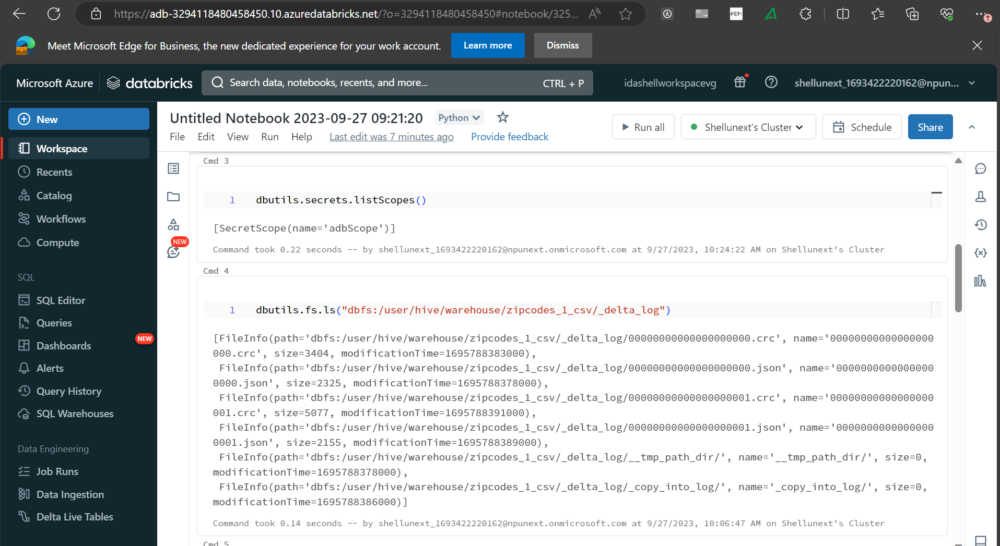 https://adb-3294118480458450.10.azuredatabricks.net/?o=3294118480458450#notebook/325...
FCM
Meet Microsoft Edge for Business, the new dedicated experience for your work account.
Learn more
Dismiss
Microsoft Azure
databricks
Search data, notebooks, recents, and more...
CTRL + P
idashellworkspacevg
shellunext_1693422220162@npun...
New
Workspace
Recents
Catalog
Workflows
Compute
SQL
SQL Editor
Queries
Dashboards
NEW
Alerts
Query History
SQL Warehouses
Data Engineering
Job Runs
Data Ingestion
Delta Live Tables
Untitled Notebook 2023-09-27 09:21:20
Python
File Edit View Run Help Last edit was 7 minutes ago Provide feedback
Run all
Shellunext's Cluster
Schedule
Share
NEW
Cmd 3
1 dbutils.secrets.listScopes()
[SecretScope(name='adbScope')]
Command took 0.22 seconds -- by shellunext_1693422220162@npunext.onmicrosoft.com at 9/27/2023, 10:24:22 AM on Shellunext's Cluster
Cmd 4
1 dbutils.fs.ls("dbfs:/user/hive/warehouse/zipcodes_1_csv/_delta_log")
[FileInfo(path='dbfs:/user/hive/warehouse/zipcodes_1_csv/_delta_log/00000000000000000000.crc', name='00000000000000000
000.crc', size=3404, modificationTime=1695788383000),
FileInfo(path='dbfs:/user/hive/warehouse/zipcodes_1_csv/_delta_log/00000000000000000000.json', name='0000000000000000
0000.json', size=2325, modificationTime=1695788378000),
FileInfo(path='dbfs:/user/hive/warehouse/zipcodes_1_csv/_delta_log/00000000000000000001.crc', name='00000000000000000
001.crc', size=5077, modificationTime=1695788391000),
FileInfo(path='dbfs:/user/hive/warehouse/zipcodes_1_csv/_delta_log/00000000000000000001.json', name='0000000000000000
0001.json', size=2155, modificationTime=1695788389000),
FileInfo(path='dbfs:/user/hive/warehouse/zipcodes_1_csv/_delta_log/__tmp_path_dir/', name='__tmp_path_dir/', size=0,
modificationTime=1695788378000),
FileInfo(path='dbfs:/user/hive/warehouse/zipcodes_1_csv/_delta_log/_copy_into_log/', name='_copy_into_log/', size=0,
modificationTime=1695788386000)]
Command took 0.14 seconds -- by shellunext_1693422220162@npunext.onmicrosoft.com at 9/27/2023, 10:06:47 AM on Shellunext's Cluster
Cmd 5